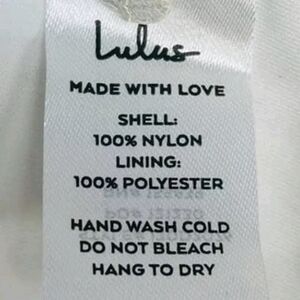 Lulus
MADE WITH LOVE
SHELL:
100% NYLON
LINING:
100% POLYESTER
HAND WASH COLD
DO NOT BLEACH
HANG TO DRY